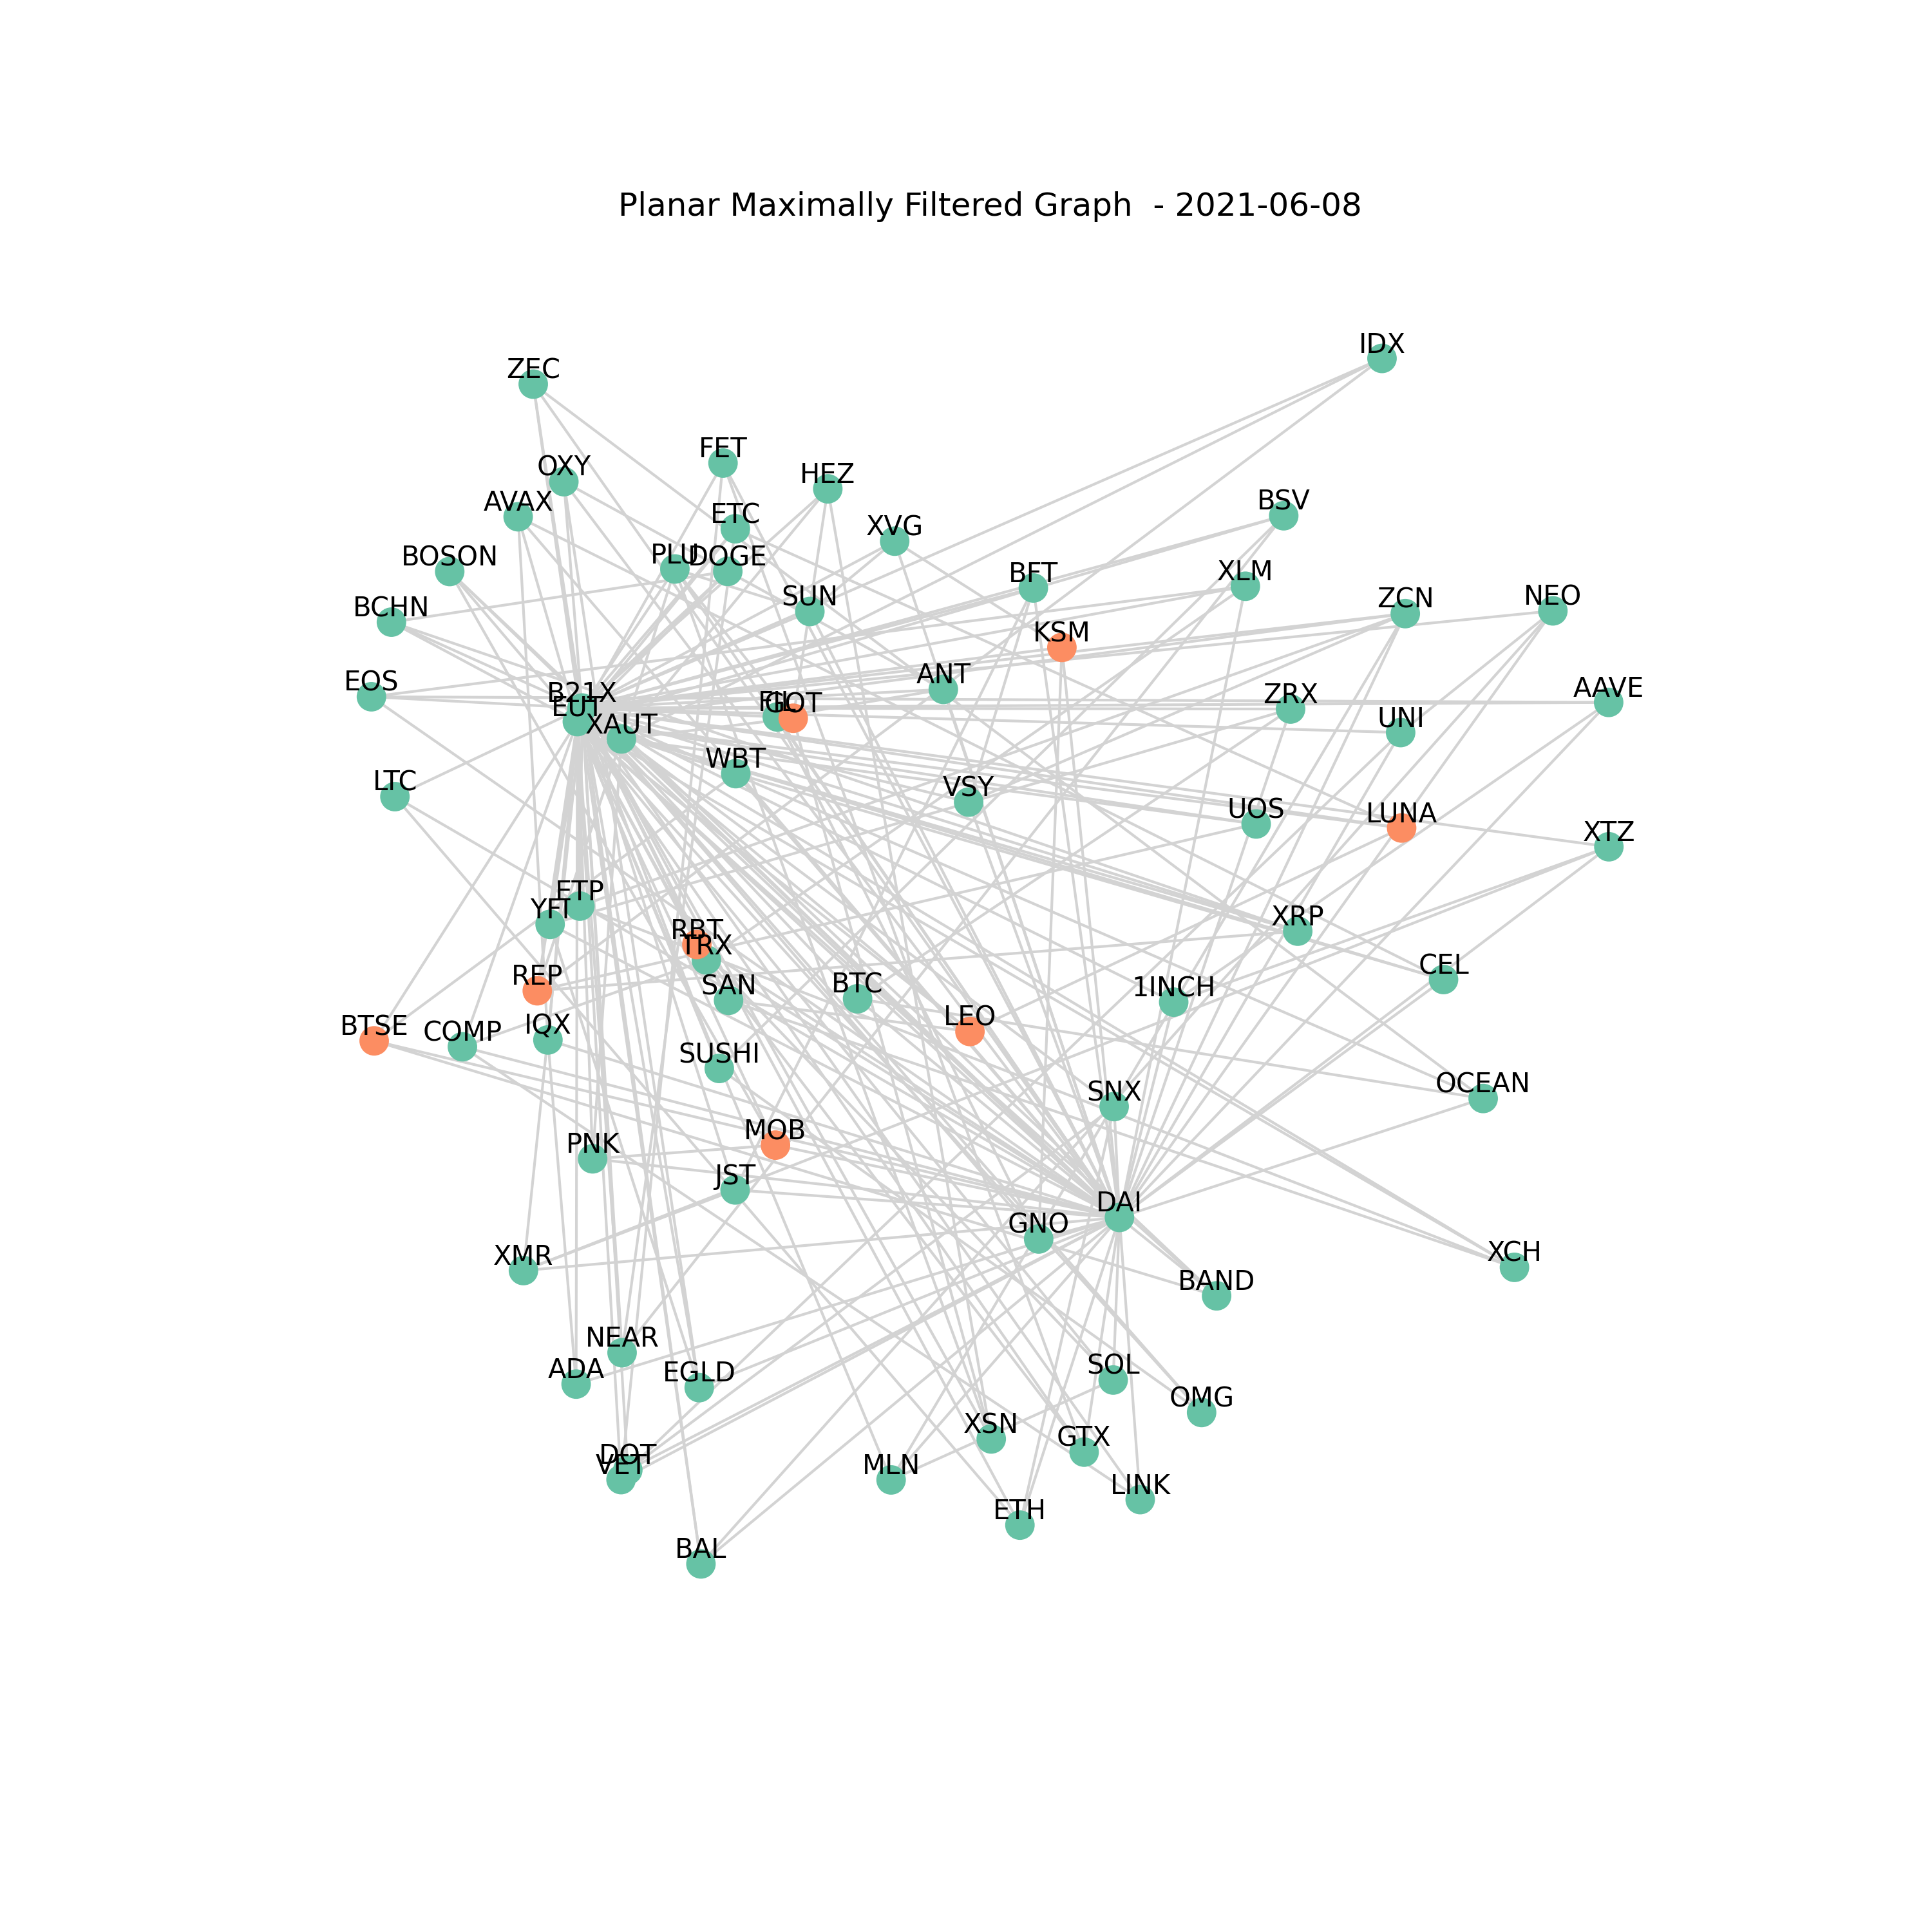 Planar Maximally Filtered Graph  - 2021-06-08
IDX
ZEC
FET
OXY
HEZ
AVAX
ETC
BSV
XVG
BOSON
PLU
DOGE
BFT
XLM
BCHN
SUN
ZCN
NEO
KSM
EOS
B21X
ANT
ZRX
AAVE
EUT
GOT
UNI
XAUT
LTC
WBT
VSY
UOS
LUNA
XTZ
YFI
RBT
XRP
TRX
REP
SAN
BTC
1INCH
CEL
BTSE
COMP
IQX
LEO
SUSHI
SNX
OCEAN
PNK
MOB
JST
DAI
GNO
XMR
BAND
XCH
NEAR
ADA
EGLD
SOL
OMG
XSN
GTX
DOT
VET
MLN
LINK
ETH
BAL